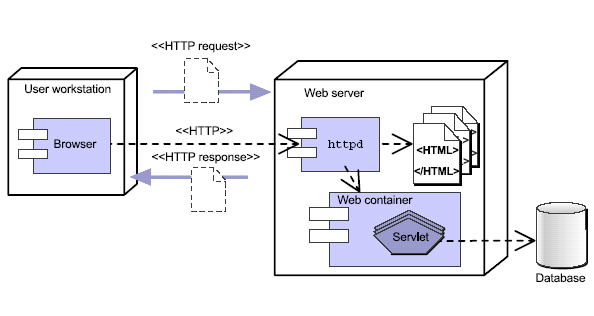 <<HTTP request>>
User workstation
Web server
<<HTTP>>
Browser
httpd
<HTML>
</HTML>
>
>
>
>
<<HTTP response>>
Web container
Servlet
Database